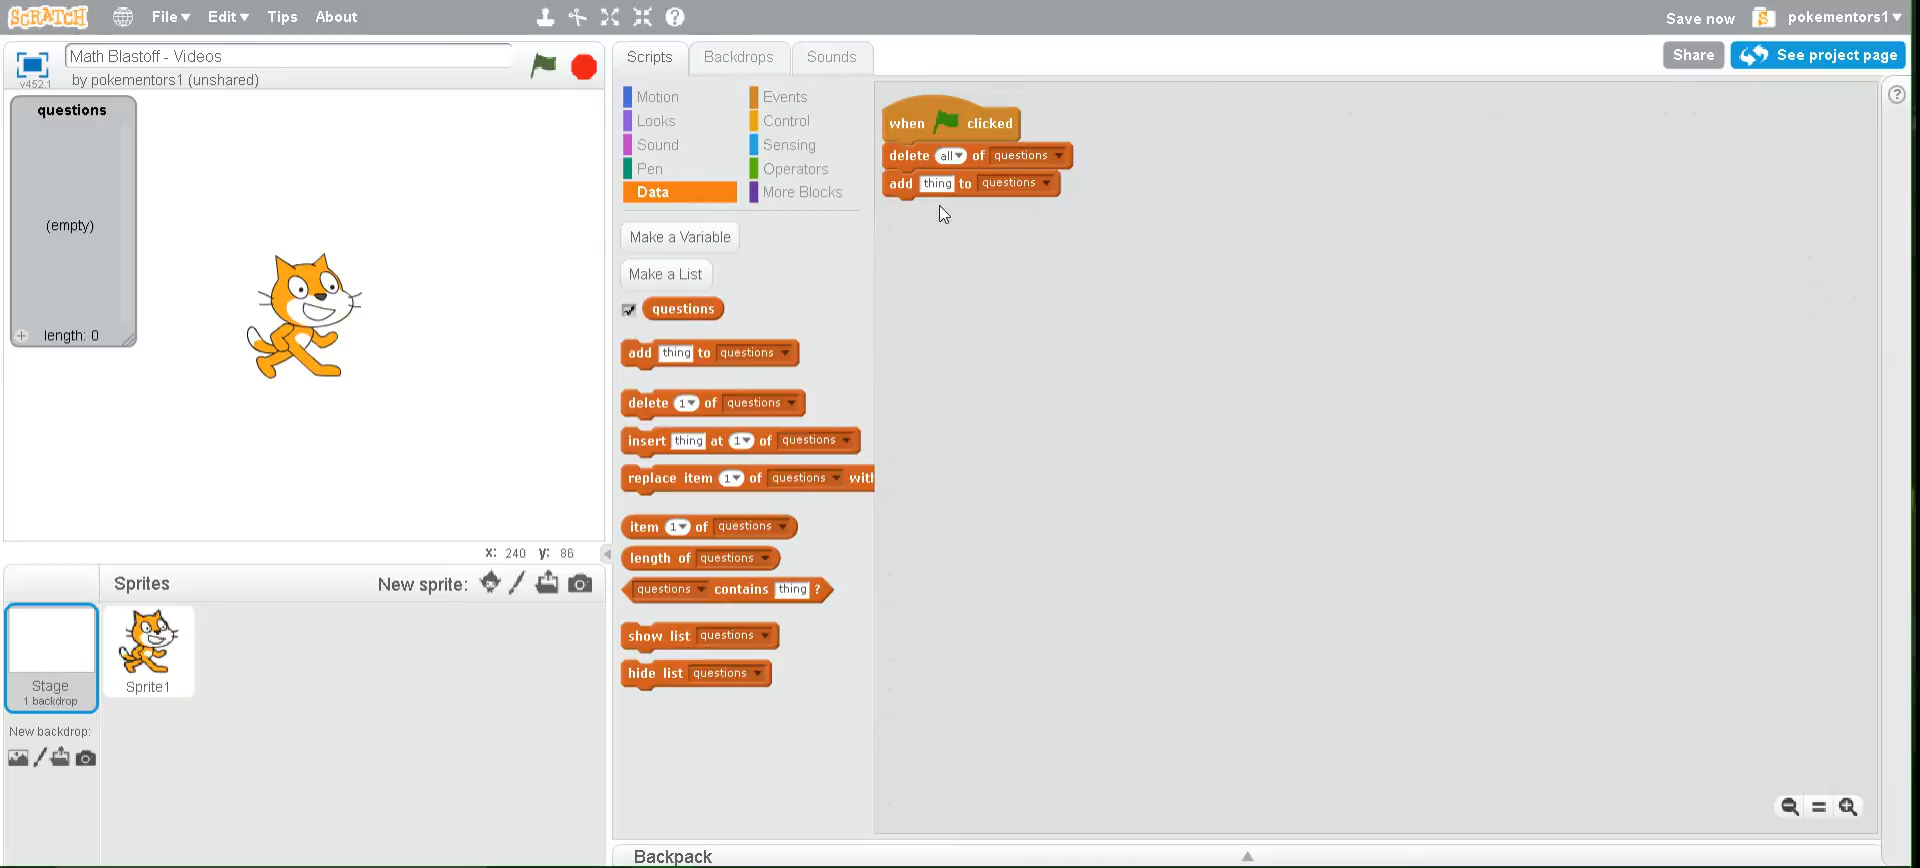 SCRATCH File Edit Tips About Save now pokementors1
Math Blastoff - Videos
by pokementors1 (unshared)
v452.1
Scripts Backdrops Sounds Share See project page
questions
(empty)
length: 0
x: 240 y: 86
Motion Events
Looks Control
Sound Sensing
Pen Operators
Data More Blocks
Make a Variable
Make a List
questions
add thing to questions
delete 1 of questions
insert thing at 1 of questions
replace item 1 of questions with
item 1 of questions
length of questions
questions contains thing ?
show list questions
hide list questions
when clicked
delete all of questions
add thing to questions
Sprites New sprite:
Stage
1 backdrop
Sprite1
New backdrop:
Backpack